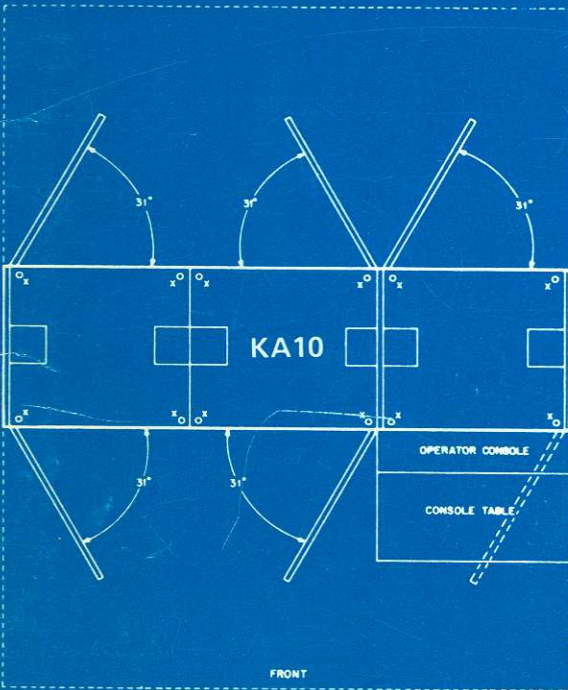 31"
31"
31"
x x x x x x
KA10
x x x x x x
OPERATOR CONSOLE
31"
31"
CONSOLE TABLE
FRONT